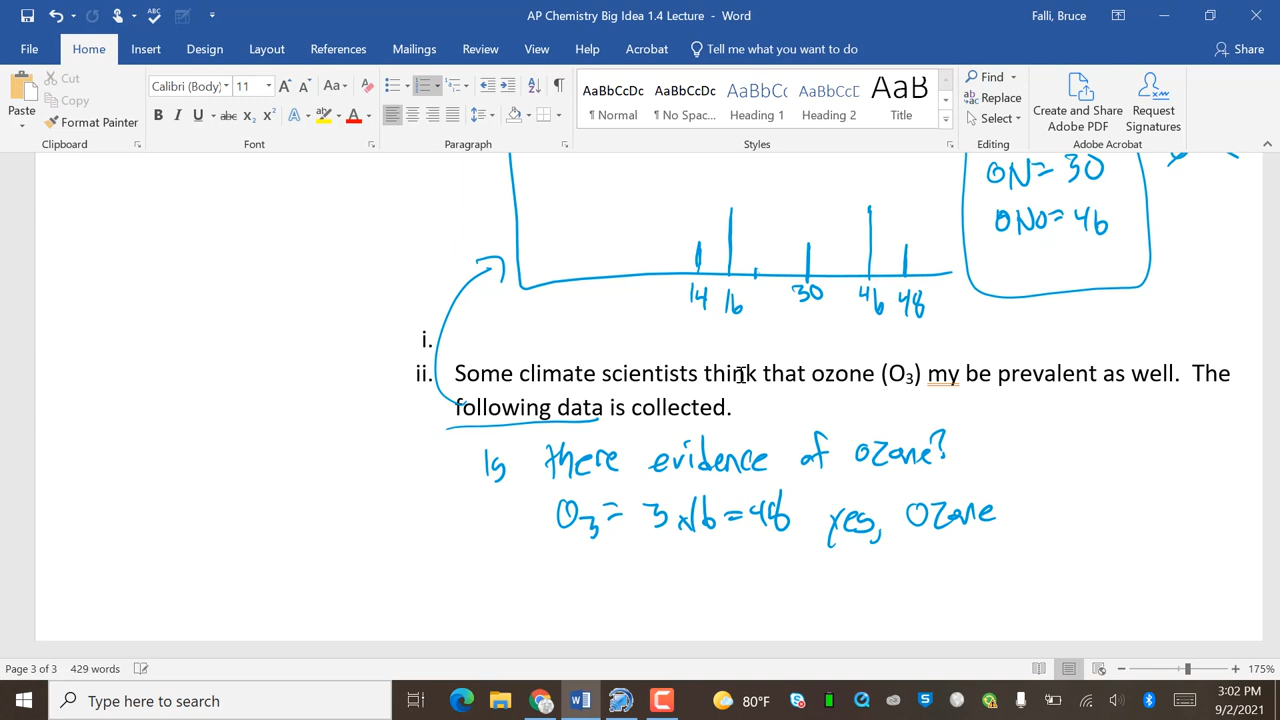 AP Chemistry Big Idea 1.4 Lecture - Word
Falli, Bruce
File Home Insert Design Layout References Mailings Review View Help Acrobat Tell me what you want to do Share
Paste
Cut
Copy
Format Painter
Clipboard
Calibri (Body) 11 Aa
B I U abc x₂ x² A A
Font
Paragraph
AaBbCcDc AaBbCcDc AaBbCc AaBbCcD AaB
¶ Normal ¶ No Spac... Heading 1 Heading 2 Title
Styles
Find
Replace
Select
Editing
Create and Share Adobe PDF
Request Signatures
Adobe Acrobat
ON= 30
ONO= 46
14 16 30 46 48
i.
ii. Some climate scientists think that ozone (O₃) my be prevalent as well. The
following data is collected.
Is there evidence of ozone?
O₃= 3x16=48 yes, ozone
Page 3 of 3 429 words 175%
Type here to search 80°F 3:02 PM
9/2/2021